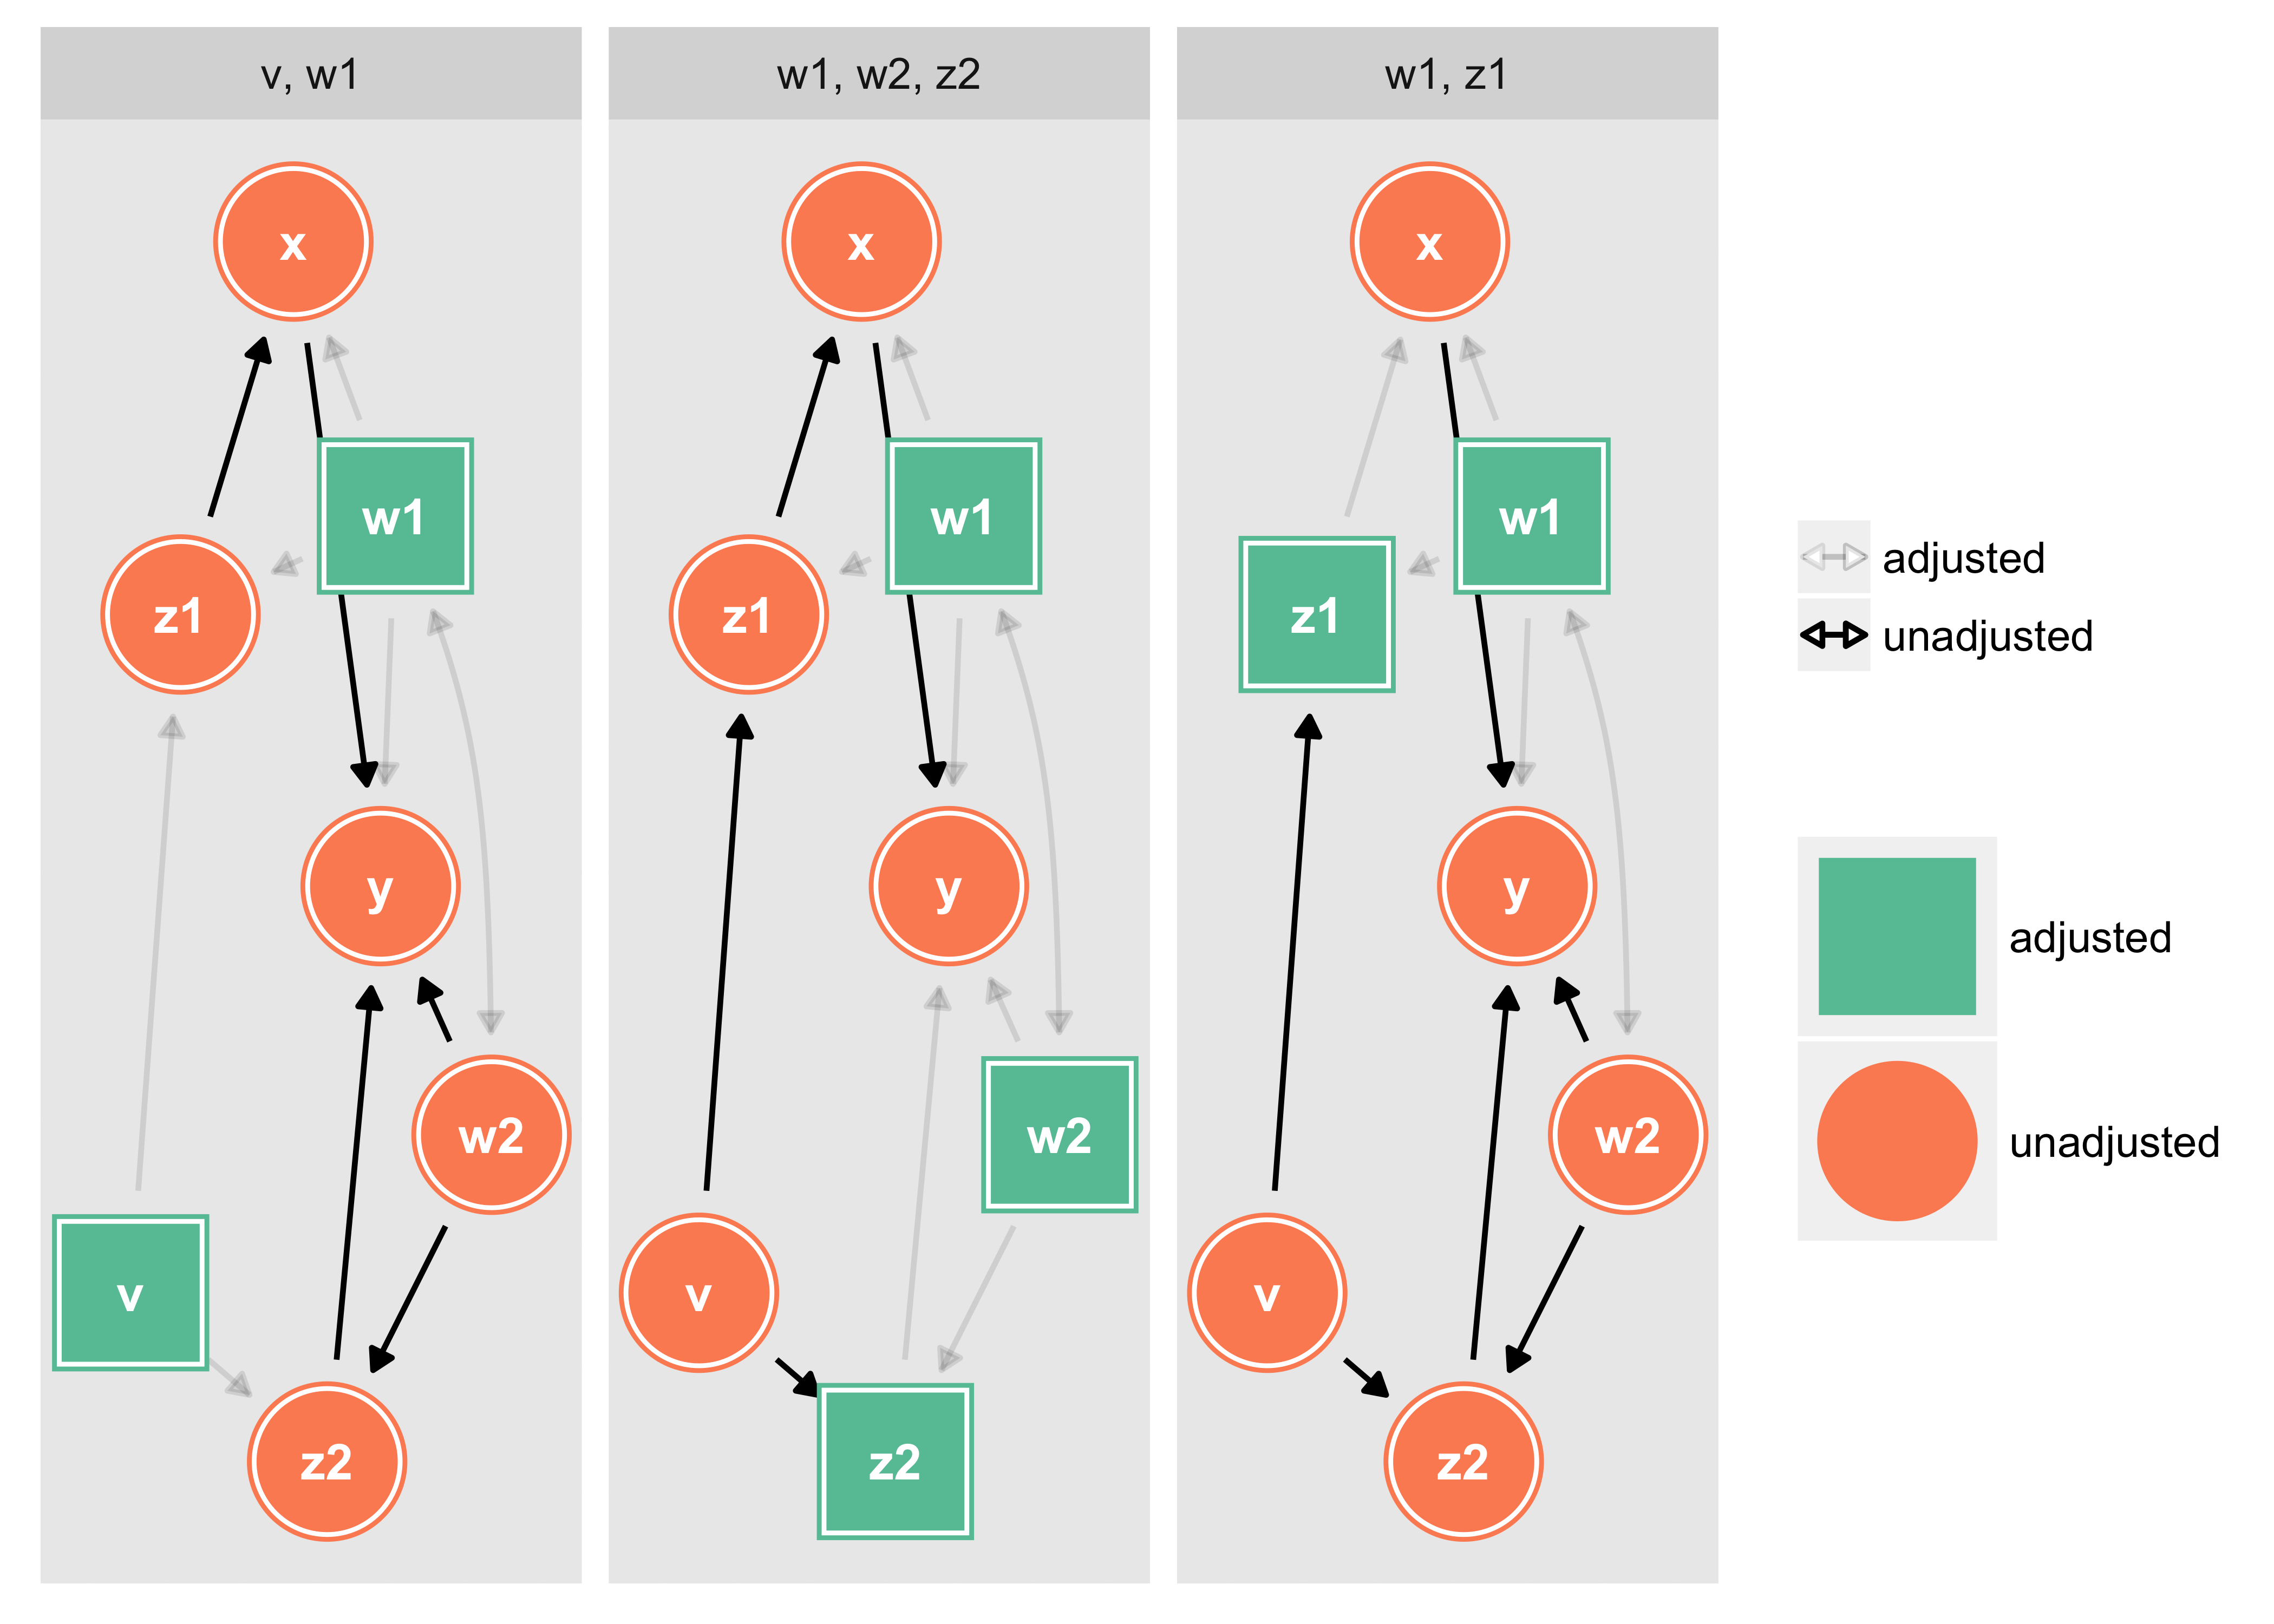 v, w1
x
w1
z1
y
w2
v
z2
w1, w2, z2
x
w1
z1
y
w2
v
z2
w1, z1
x
w1
z1
y
w2
v
z2
adjusted
unadjusted
adjusted
unadjusted